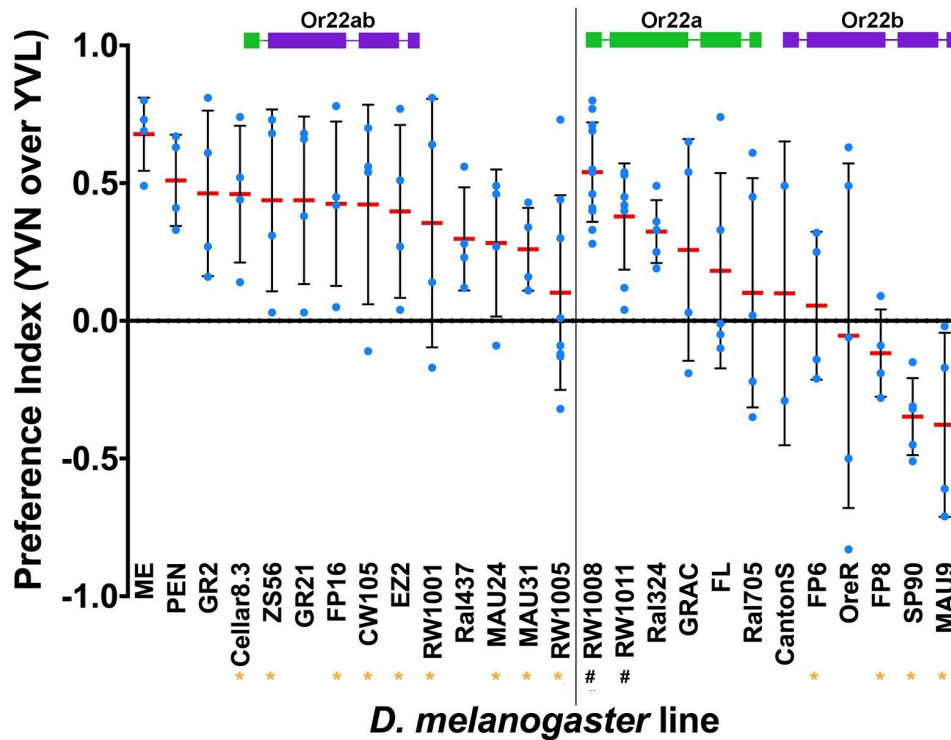 Or22ab
Or22a
Or22b
Preference Index (YVN over YVL)
1.0
0.5
0.0
-0.5
-1.0
ME
PEN
GR2
Cellar8.3
ZS56
GR21
FP16
CW105
EZ2
RW1001
Ral437
MAU24
MAU31
RW1005
RW1008
RW1011
Ral324
GRAC
FL
Ral705
CantonS
FP6
OreR
FP8
SP90
MAU9
* * * * * * * * * # # * * * *
D. melanogaster line